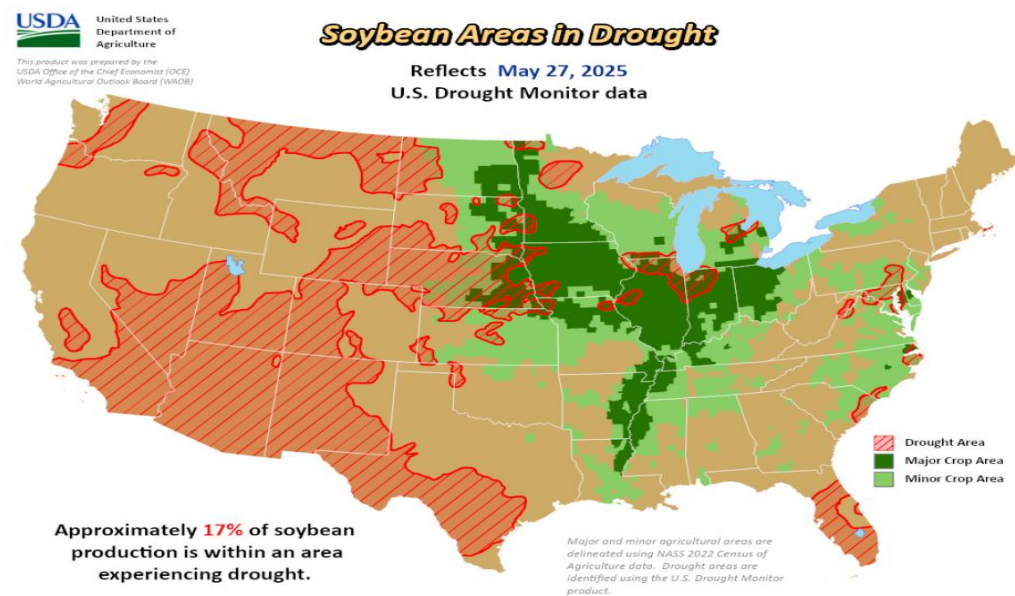 USDA
United States
Department of
Agriculture
This product was prepared by the
USDA Office of the Chief Economist (OCE)
World Agricultural Outlook Board (WAOB)
Soybean Areas in Drought
Reflects May 27, 2025
U.S. Drought Monitor data
Drought Area
Major Crop Area
Minor Crop Area
Approximately 17% of soybean
production is within an area
experiencing drought.
Major and minor agricultural areas are
delineated using NASS 2022 Census of
Agriculture data. Drought areas are
identified using the U.S. Drought Monitor
product.